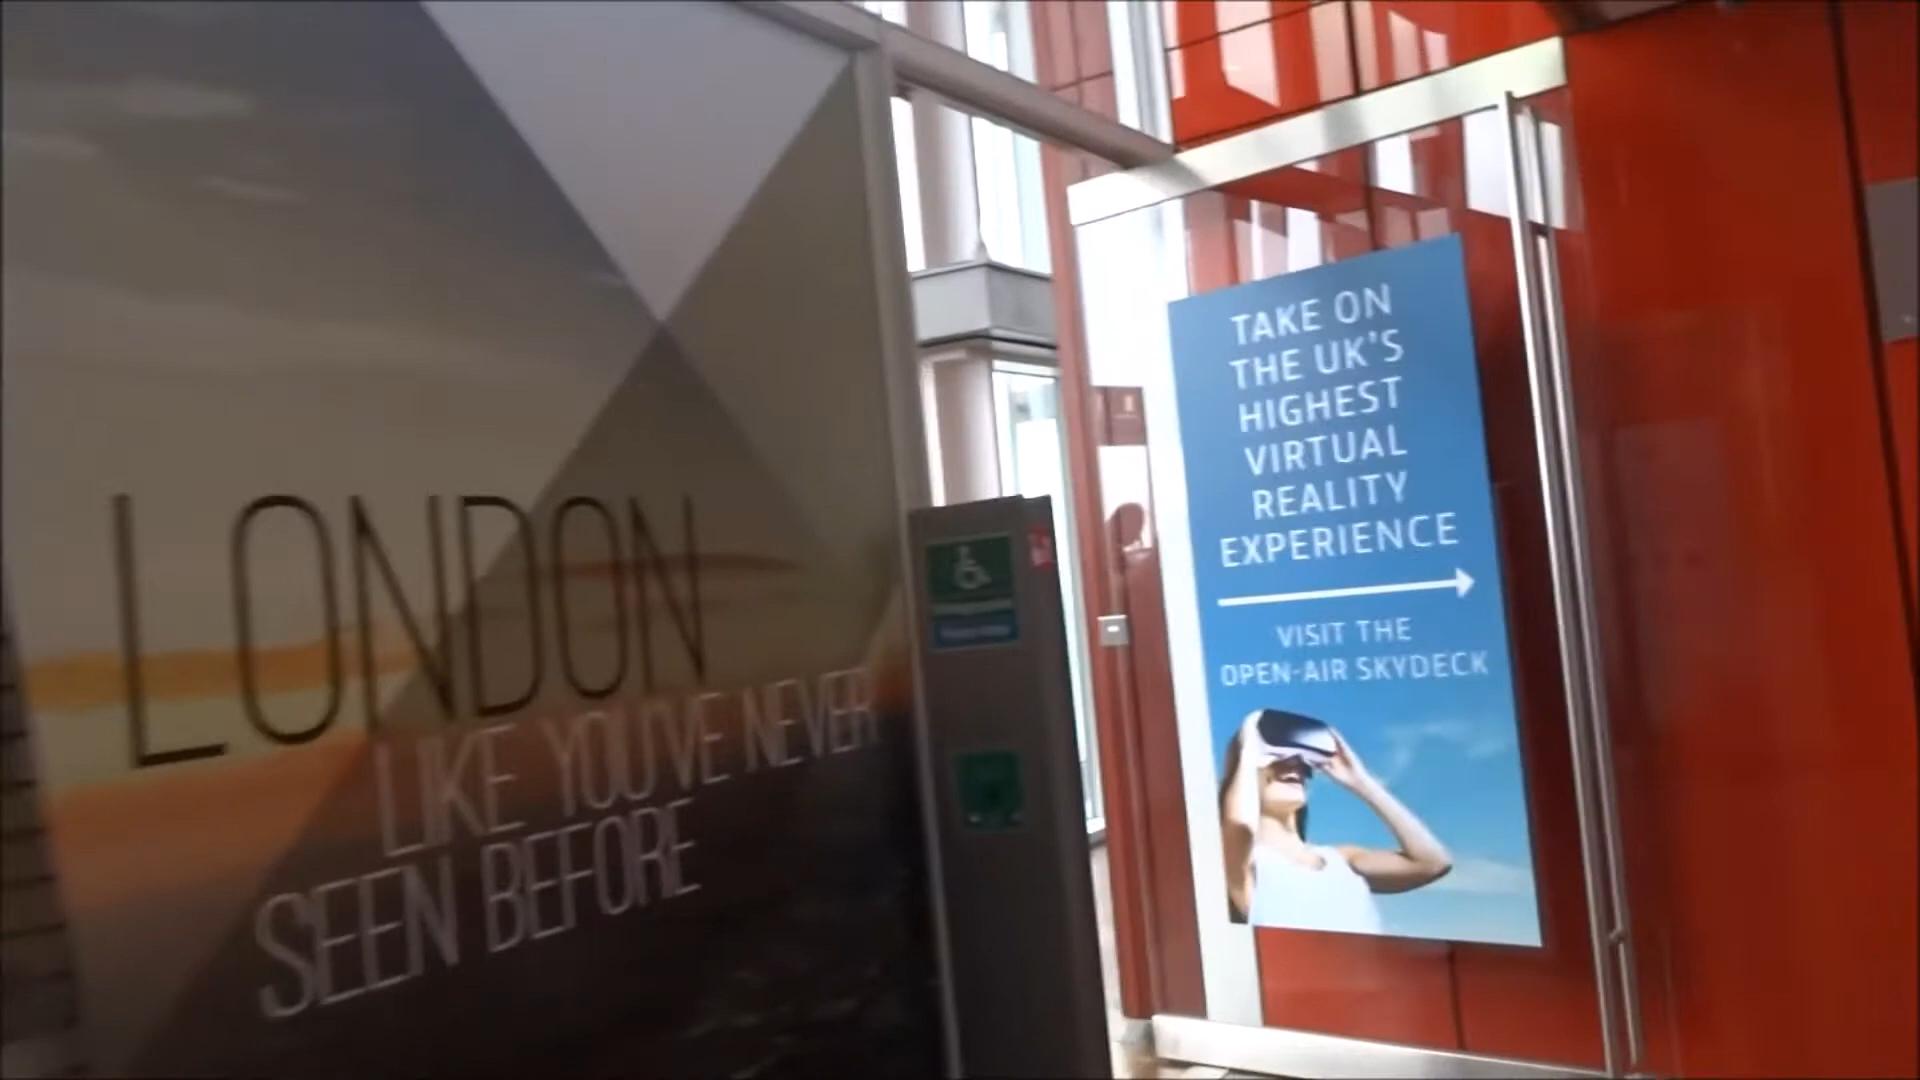 LONDON
LIKE YOU'VE NEVER
SEEN BEFORE
TAKE ON
THE UK'S
HIGHEST
VIRTUAL
REALITY
EXPERIENCE
VISIT THE
OPEN-AIR SKYDECK